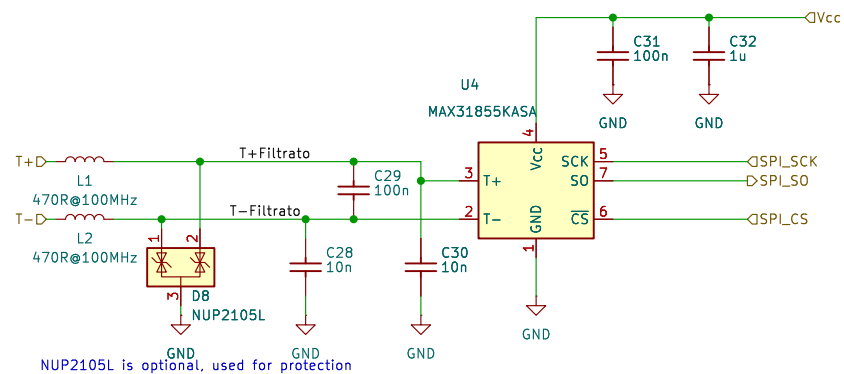 Vcc
C31
100n
C32
1u
GND
GND
U4
MAX31855KASA
4
Vcc
T+
L1
470R@100MHz
T+Filtrato
C29
100n
3
T+
SCK
5
SPI_SCK
SO
7
SPI_SO
T-
L2
470R@100MHz
T-Filtrato
2
T-
GND
CS
6
SPI_CS
1
1
2
C28
10n
C30
10n
3
D8
NUP2105L
GND
GND
GND
GND
NUP2105L is optional, used for protection